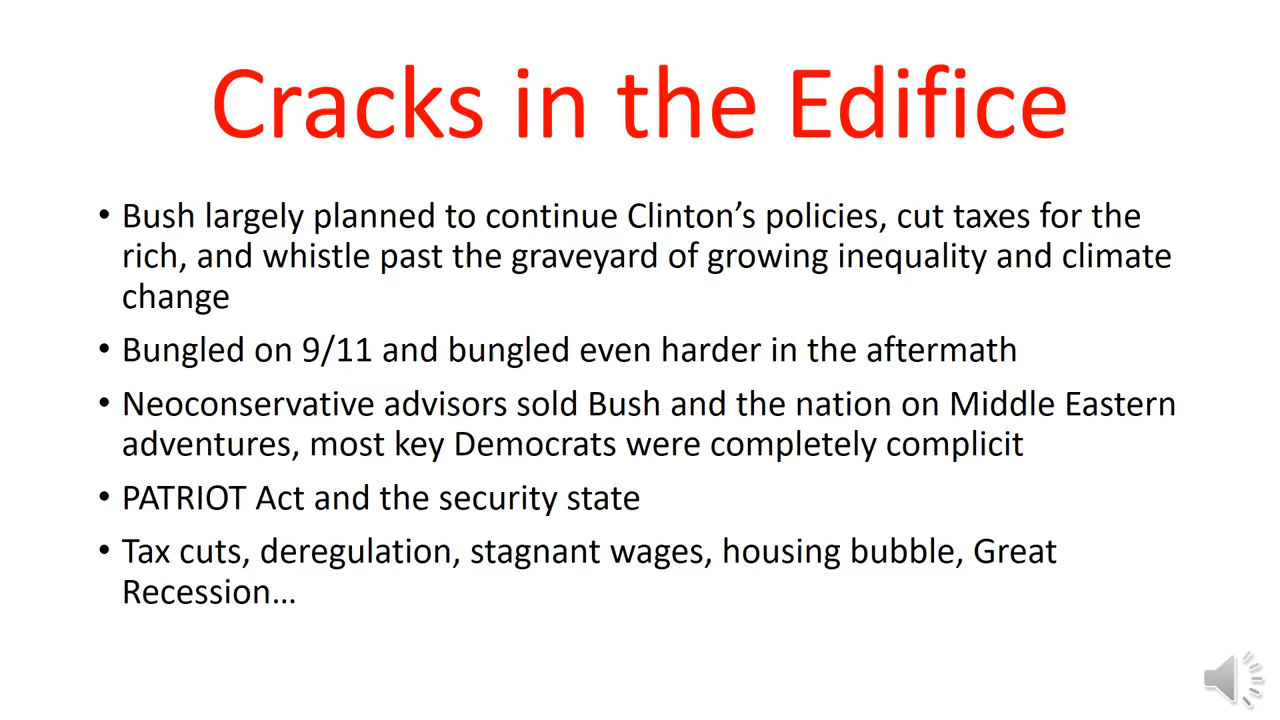 Cracks in the Edifice
• Bush largely planned to continue Clinton’s policies, cut taxes for the
rich, and whistle past the graveyard of growing inequality and climate
change
• Bungled on 9/11 and bungled even harder in the aftermath
• Neoconservative advisors sold Bush and the nation on Middle Eastern
adventures, most key Democrats were completely complicit
• PATRIOT Act and the security state
• Tax cuts, deregulation, stagnant wages, housing bubble, Great
Recession…